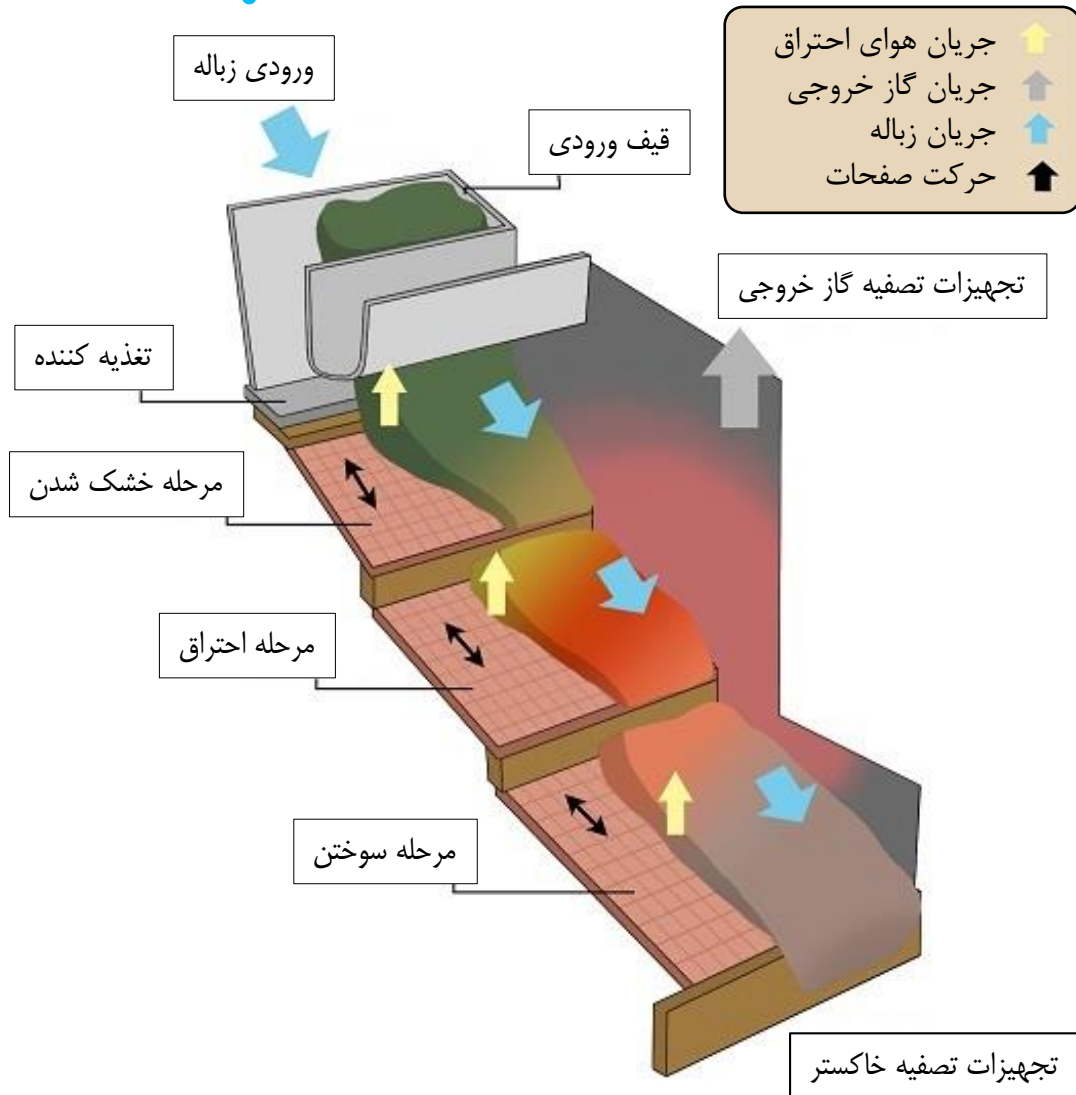 جریان هوای احتراق
جریان گاز خروجی
جریان زباله
حرکت صفحات
ورودی زباله
قیف ورودی
تجهیزات تصفیه گاز خروجی
تغذیه کننده
مرحله خشک شدن
مرحله احتراق
مرحله سوختن
تجهیزات تصفیه خاکستر